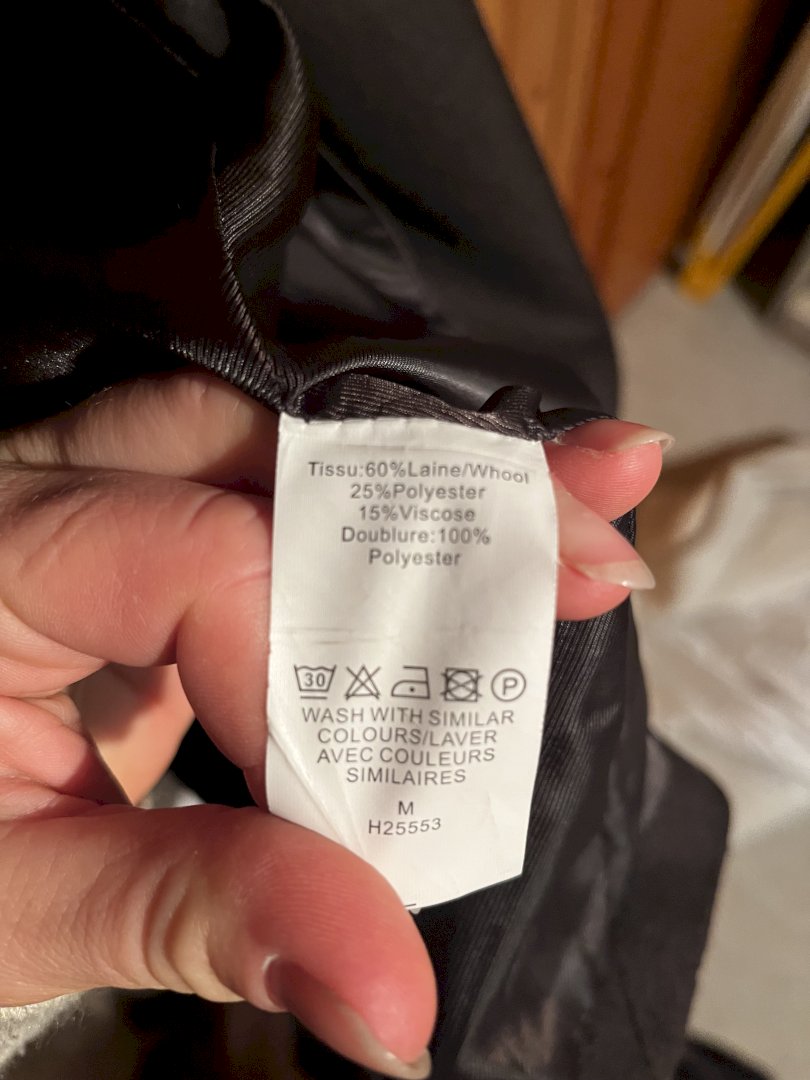 Tissu:60%Laine/Whool
25%Polyester
15%Viscose
Doublure:100%
Polyester
30
P
WASH WITH SIMILAR
COLOURS/LAVER
AVEC COULEURS
SIMILAIRES
M
H25553